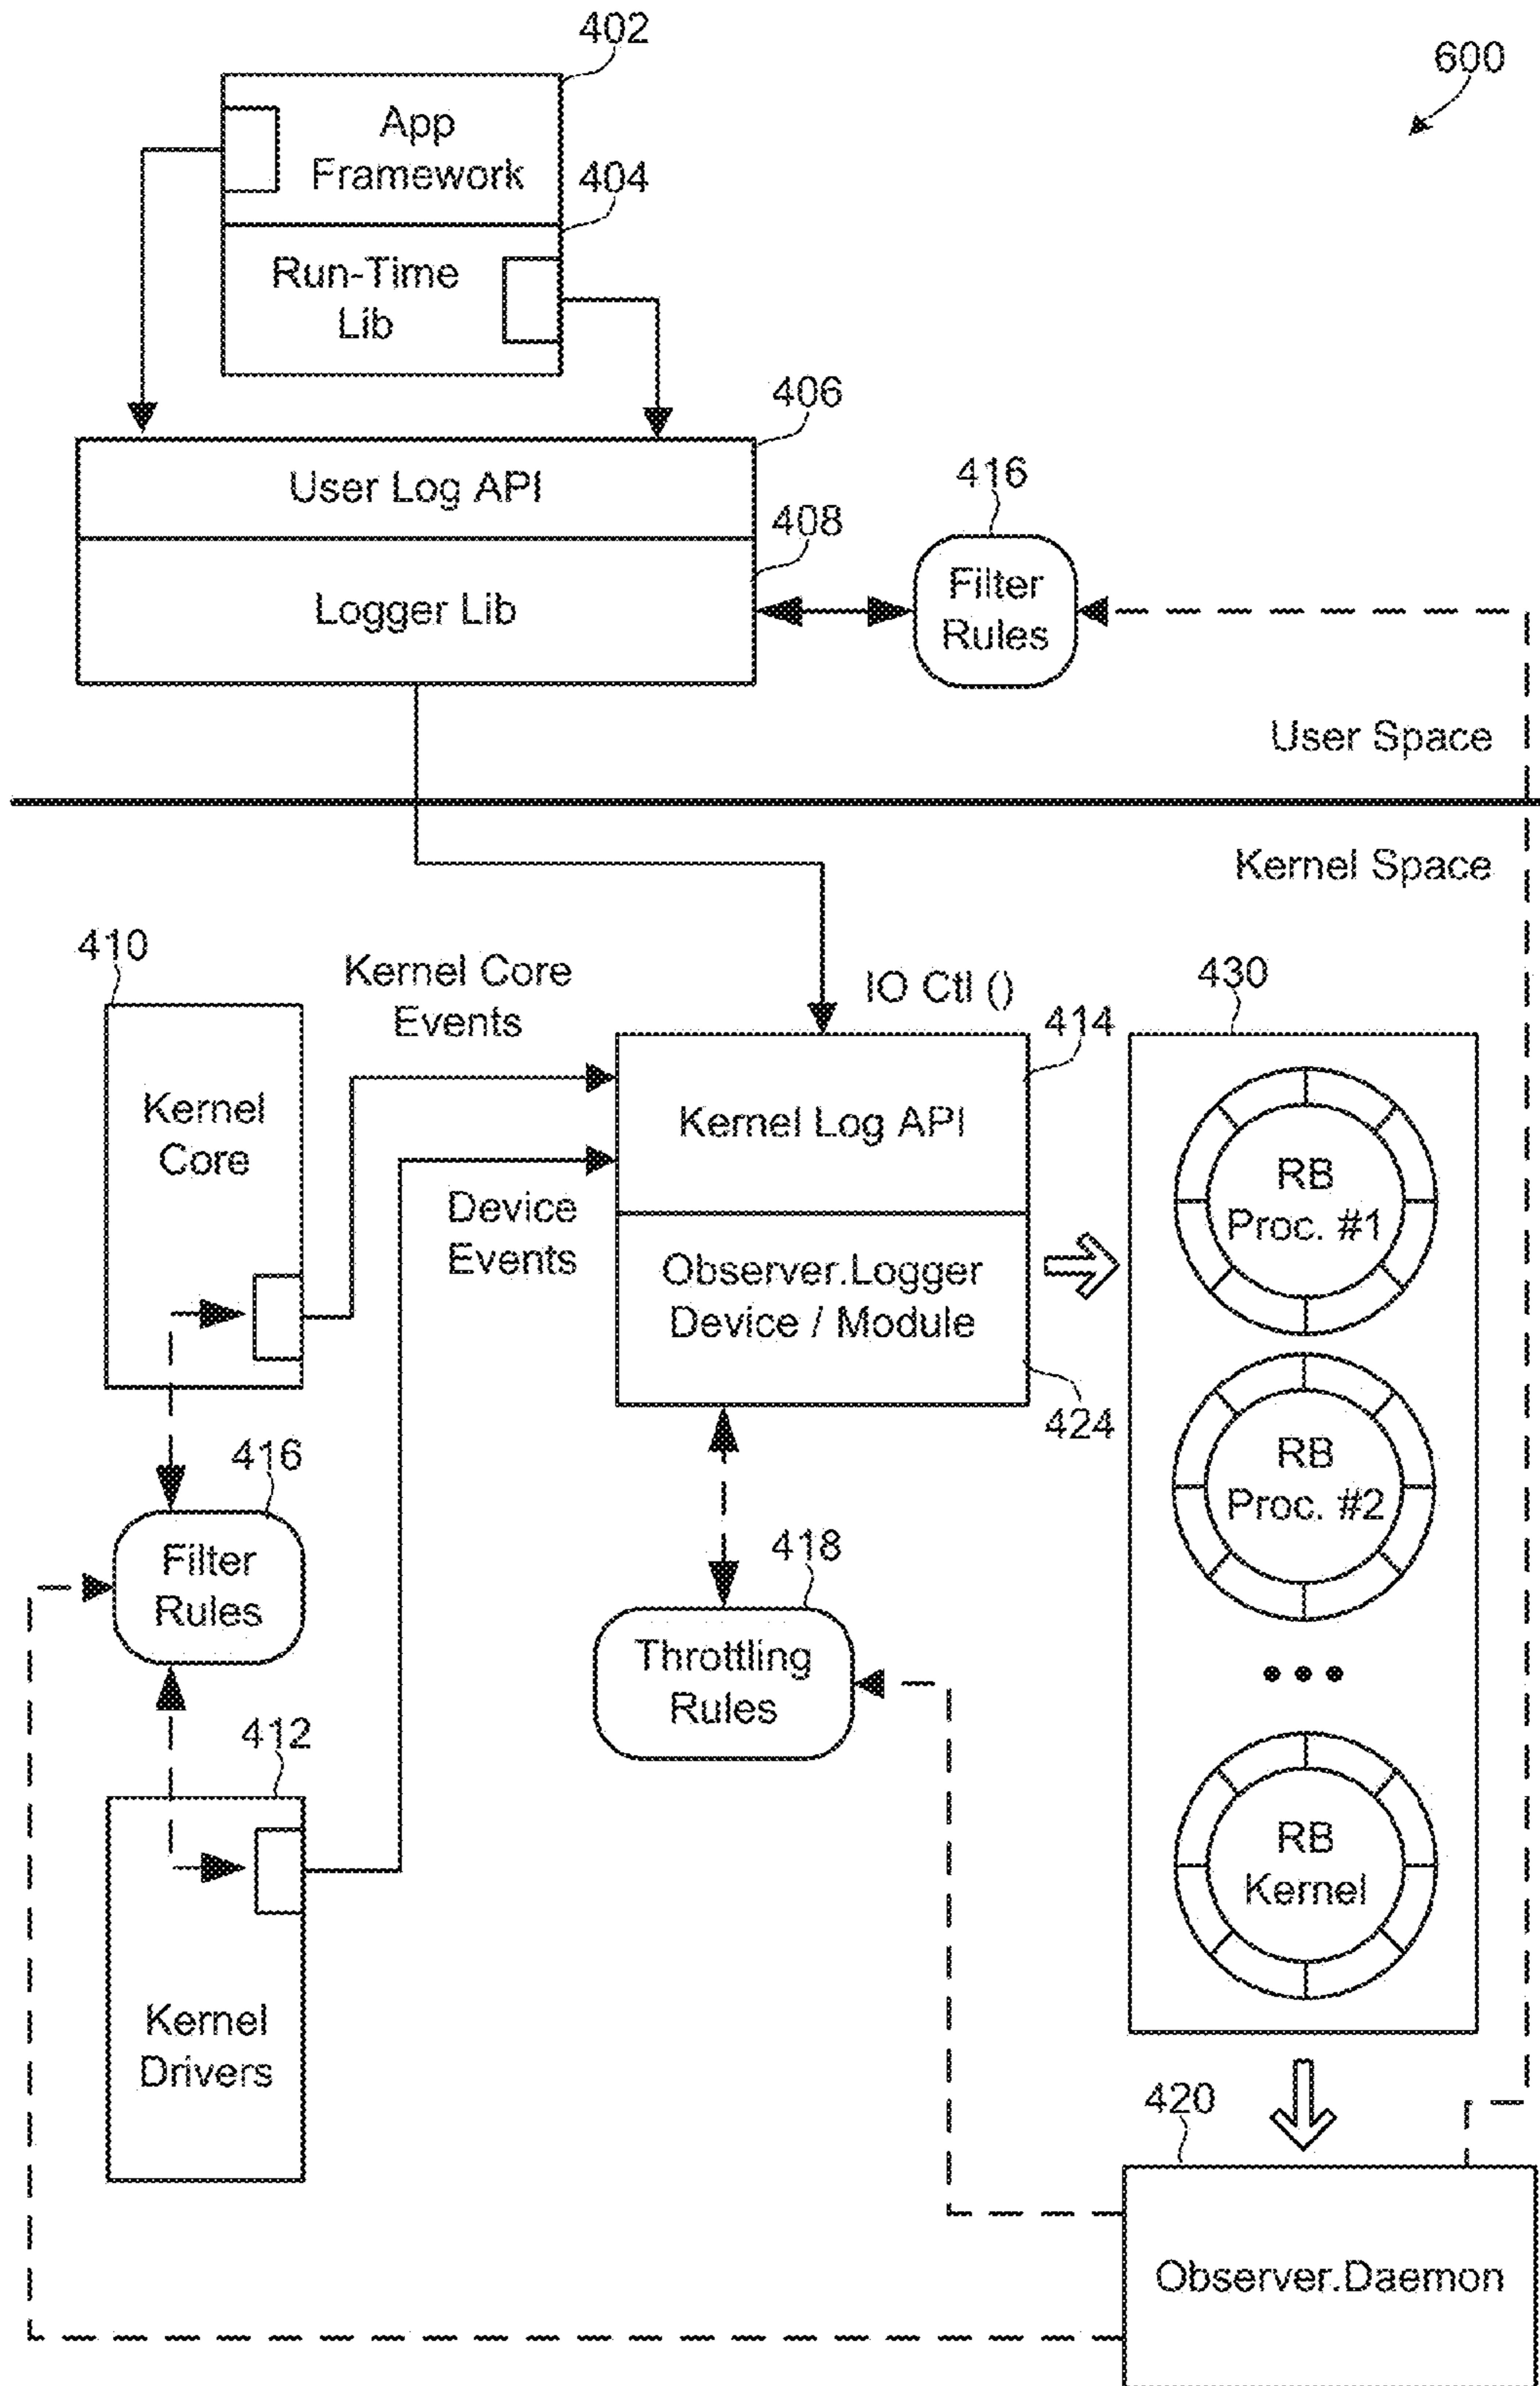 402
600
App
Framework
404
Run-Time
Lib
406
User Log API
416
408
Filter
Rules
Logger Lib
User Space
Kernel Space
410
Kernel Core
Events
IO Ctl ()
430
414
Kernel
Core
Kernel Log API
RB
Proc. #1
Device
Events
Observer.Logger
Device / Module
424
416
RB
Proc. #2
Filter
Rules
418
Throttling
Rules
412
RB
Kernel
Kernel
Drivers
420
Observer.Daemon